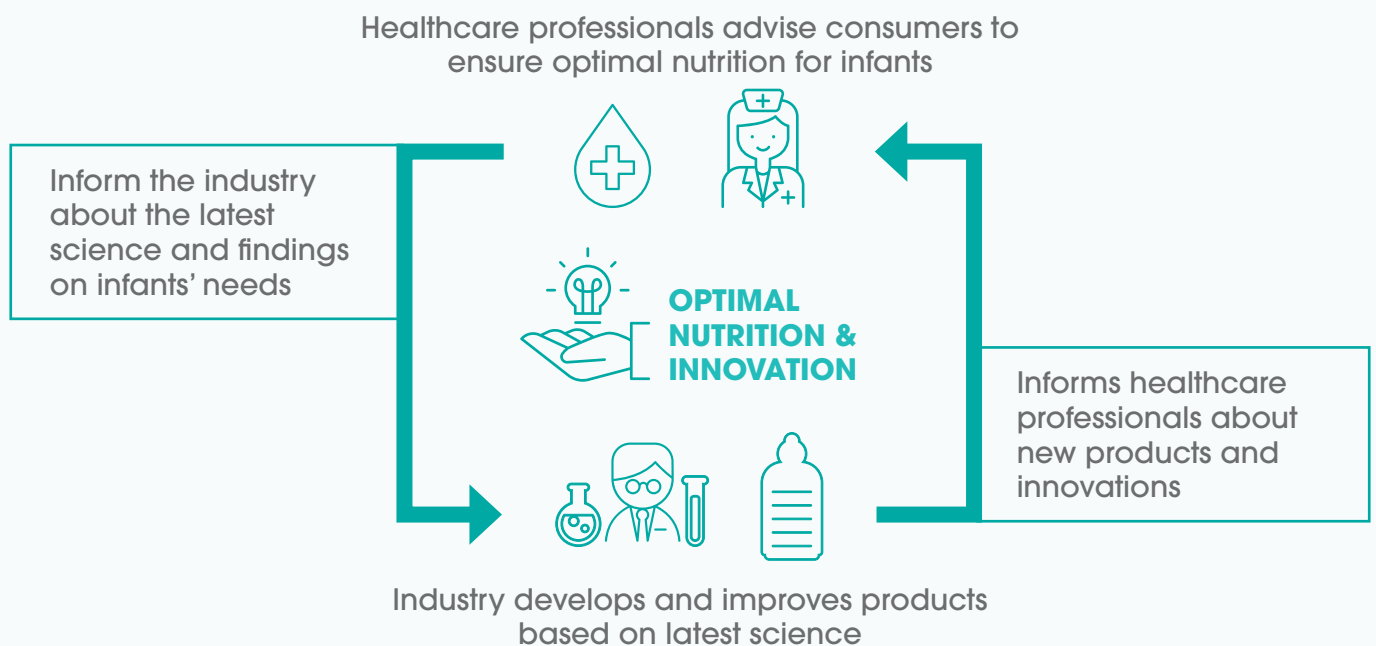 Healthcare professionals advise consumers to
ensure optimal nutrition for infants
Inform the industry
about the latest
science and findings
on infants’ needs
OPTIMAL
NUTRITION &
INNOVATION
Informs healthcare
professionals about
new products and
innovations
Industry develops and improves products
based on latest science